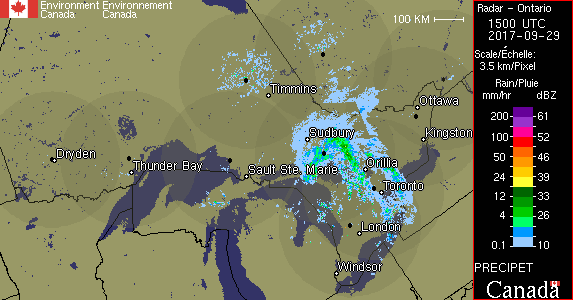 Environment Environnement
Canada Canada
100 KM
Timmins
Ottawa
Sudbury
Kingston
Dryden
Thunder Bay
Sault Ste. Marie
Orillia
Toronto
London
Windsor
Radar - Ontario
1500 UTC
2017-09-29
Scale/Échelle:
3.5 km/Pixel
Rain/Pluie
mm/hr dBZ
200 61
100 52
50 46
24 39
12 33
4 26
0.1 10
PRECIPET
Canada